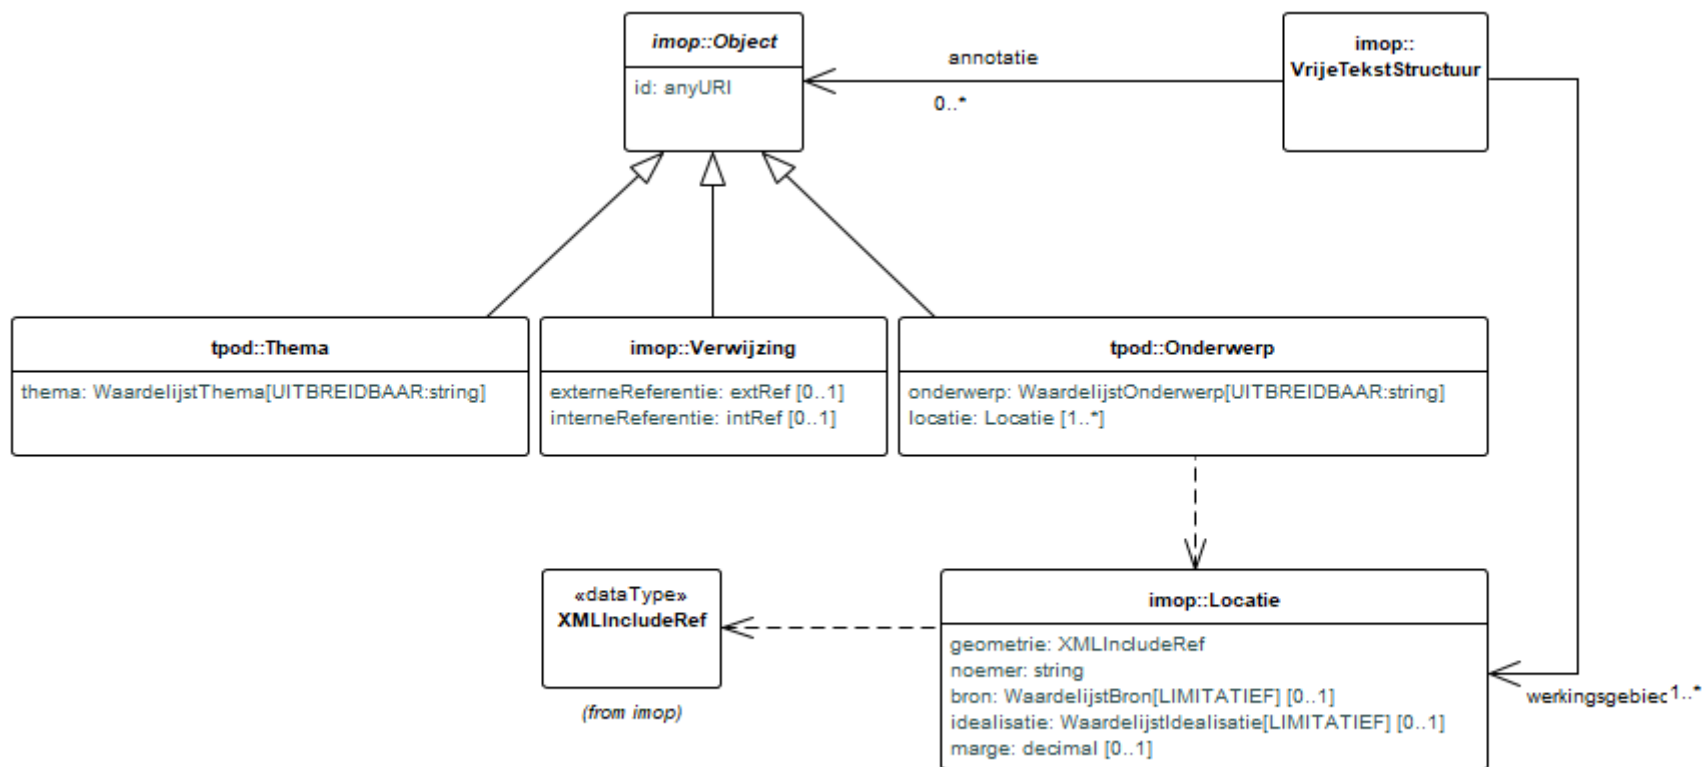 imop::Object
id: anyURI
annotatie
0..*
imop::
VrijeTekstStructuur
tpod::Thema
thema: WaardelijstThema[UITBREIDBAAR:string]
imop::Verwijzing
externeReferentie: extRef [0..1]
interneReferentie: intRef [0..1]
tpod::Onderwerp
onderwerp: WaardelijstOnderwerp[UITBREIDBAAR:string]
locatie: Locatie [1..*]
«dataType»
XMLIncludeRef
(from imop)
imop::Locatie
geometrie: XMLIncludeRef
noemer: string
bron: WaardelijstBron[LIMITATIEF] [0..1]
idealisatie: WaardelijstIdealisatie[LIMITATIEF] [0..1]
marge: decimal [0..1]
werkingsgebied 1..*